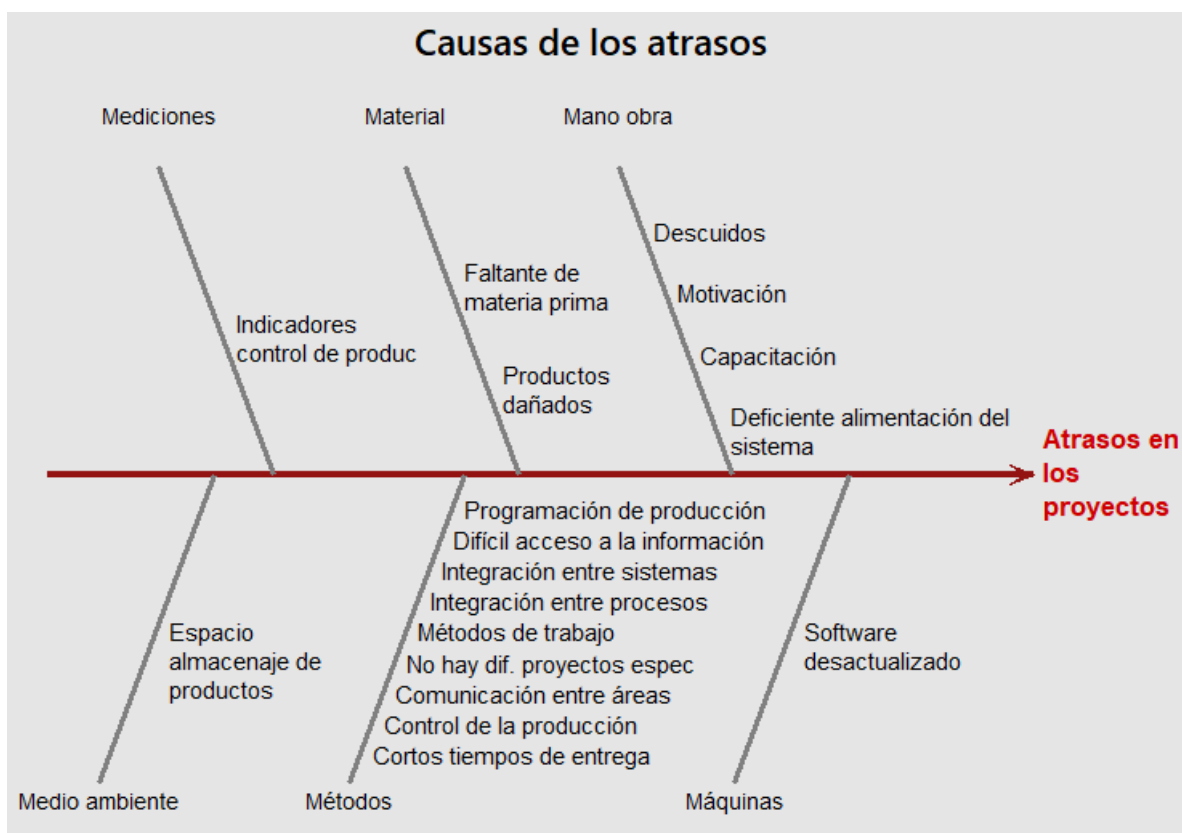 Causas de los atrasos
Mediciones
Material
Mano obra
Descuidos
Motivación
Capacitación
Deficiente alimentación del
sistema
Faltante de
materia prima
Productos
dañados
Indicadores
control de produc
Atrasos en
los
proyectos
Programación de producción
Difícil acceso a la información
Integración entre sistemas
Integración entre procesos
Métodos de trabajo
No hay dif. proyectos espec
Comunicación entre áreas
Control de la producción
Cortos tiempos de entrega
Espacio
almacenaje de
productos
Software
desactualizado
Medio ambiente
Métodos
Máquinas